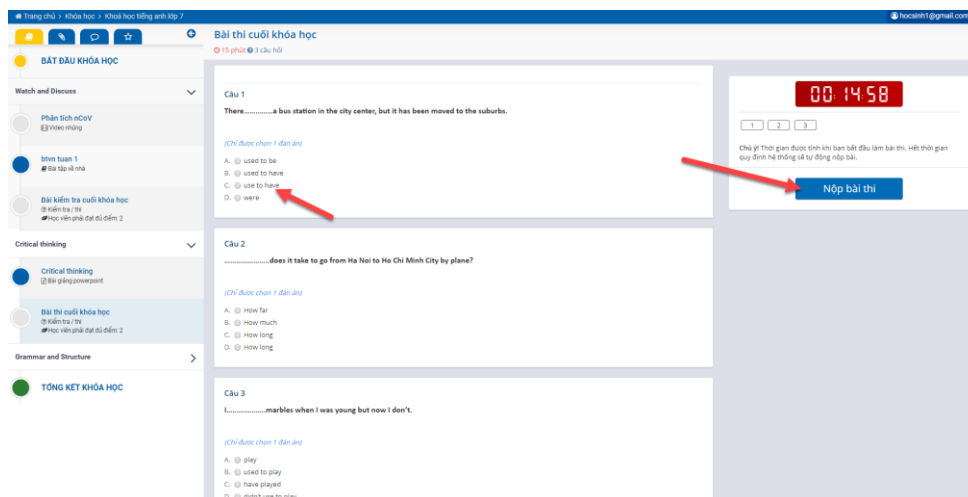 Trang chủ > Khóa học > Khoá học tiếng anh lớp 7
hocsinh1@gmail.com
BẮT ĐẦU KHÓA HỌC
Watch and Discuss
Phân tích nCoV
Video nhúng
btvn tuan 1
Bài tập về nhà
Bài kiểm tra cuối khóa học
Kiểm tra / thi
Học viên phải đạt đủ điểm: 2
Critical thinking
Critical thinking
Bài giảng powerpoint
Bài thi cuối khóa học
Kiểm tra / thi
Học viên phải đạt đủ điểm: 2
Grammar and Structure
TỔNG KẾT KHÓA HỌC
Bài thi cuối khóa học
15 phút 3 câu hỏi
Câu 1
There..............a bus station in the city center, but it has been moved to the suburbs.
(Chỉ được chọn 1 đán án)
A. used to be
B. used to have
C. use to have
D. were
Câu 2
......................does it take to go from Ha Noi to Ho Chi Minh City by plane?
(Chỉ được chọn 1 đán án)
A. How far
B. How much
C. How long
D. How long
Câu 3
I...................marbles when I was young but now I don't.
(Chỉ được chọn 1 đán án)
A. play
B. used to play
C. have played
D. didn't use to play
00:14:58
1 2 3
Chú ý! Thời gian được tính khi bạn bắt đầu làm bài thi. Hết thời gian
quy định hệ thống sẽ tự động nộp bài.
Nộp bài thi